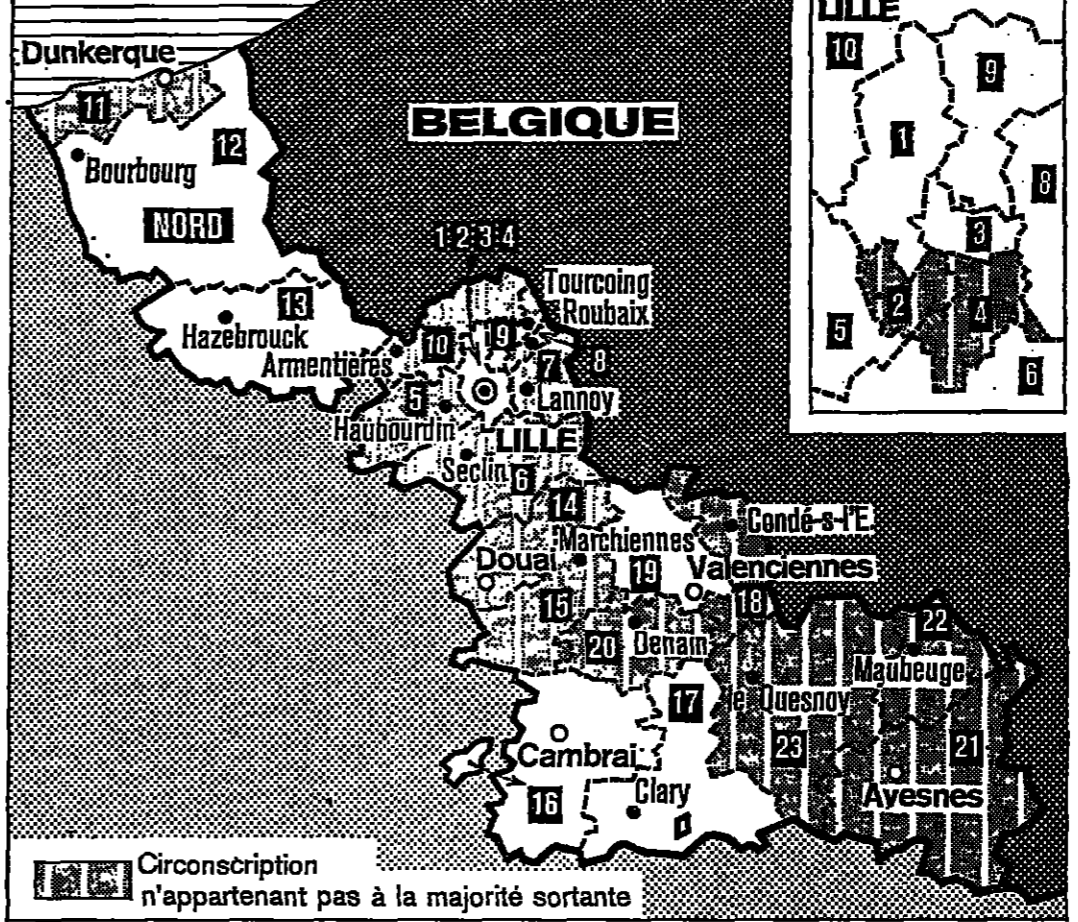 Dunkerque
11
12
Bourbourg
NORD
BELGIQUE
1 2 3 4
13
Hazebrouck
Armentières
10
9
Tourcoing
Roubaix
7
8
5
Lannoy
Haubourdin
LILLE
Seclin
6
14
Condé-s-l'E.
Marchiennes
Douai
19
Valenciennes
15
18
20
Denain
22
Maubeuge
17
le Quesnoy
23
21
Cambrai
Clary
Avesnes
16
LILLE
10
9
1
8
3
2
4
5
6
Circonscription
n'appartenant pas à la majorité sortante